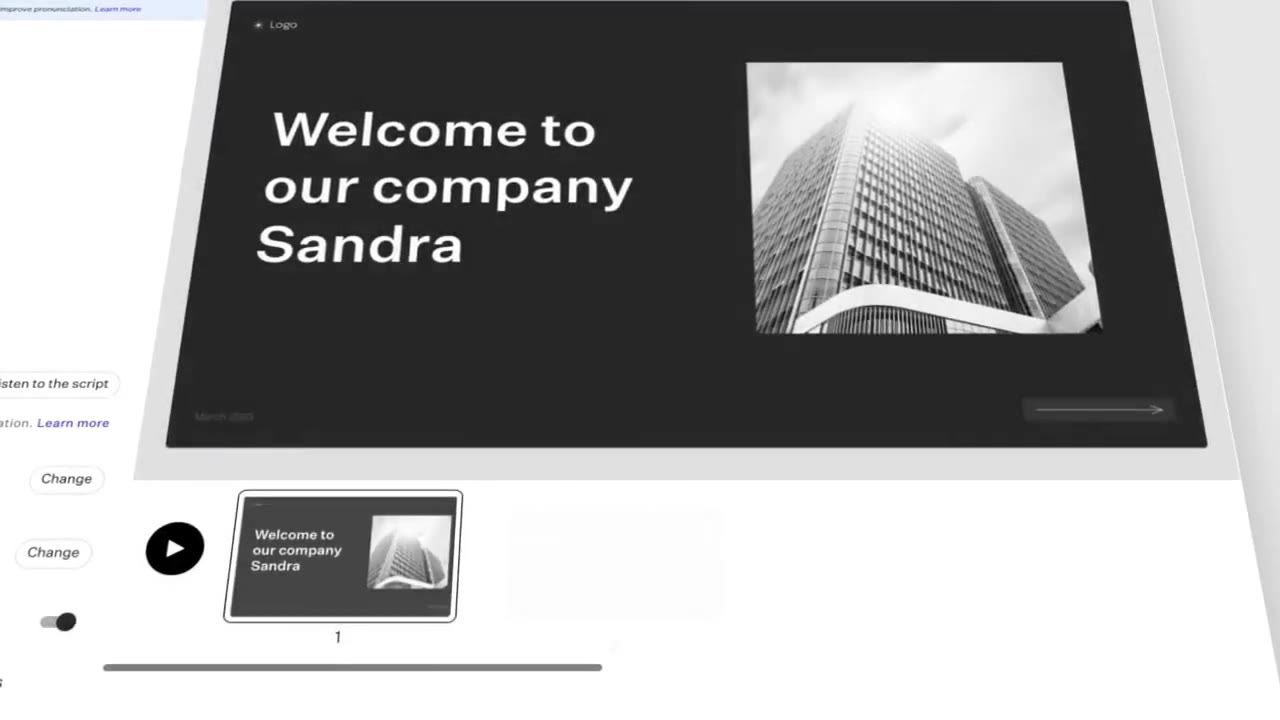 improve pronunciation. Learn more
Logo
Welcome to
our company
Sandra
March
isten to the script
ation. Learn more
Change
Change
Welcome to
our company
Sandra
1